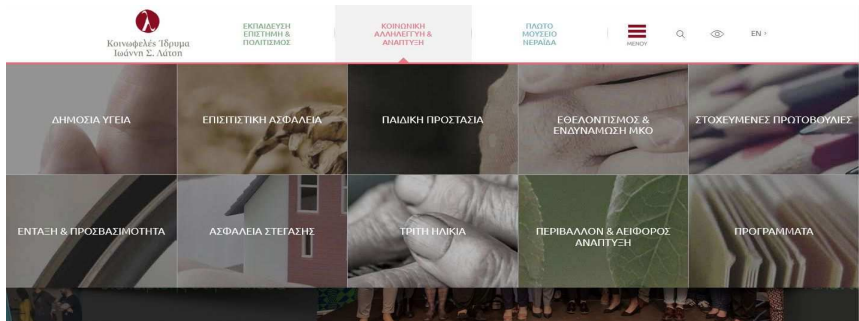 Κοινωφελές Ίδρυμα
Ιωάννη Σ. Λάτση
ΕΚΠΑΙΔΕΥΣΗ
ΕΠΙΣΤΗΜΗ &
ΠΟΛΙΤΙΣΜΟΣ
ΚΟΙΝΩΝΙΚΗ
ΑΛΛΗΛΕΓΓΥΗ &
ΑΝΑΠΤΥΞΗ
ΠΛΩΤΟ
ΜΟΥΣΕΙΟ
ΝΕΡΑΪΔΑ
ΜΕΝΟΥ
EN
ΔΗΜΟΣΙΑ ΥΓΕΙΑ
ΕΠΙΣΙΤΙΣΤΙΚΗ ΑΣΦΑΛΕΙΑ
ΠΑΙΔΙΚΗ ΠΡΟΣΤΑΣΙΑ
ΕΘΕΛΟΝΤΙΣΜΟΣ &
ΕΝΔΥΝΑΜΩΣΗ ΜΚΟ
ΣΤΟΧΕΥΜΕΝΕΣ ΠΡΩΤΟΒΟΥΛΙΕΣ
ΕΝΤΑΞΗ & ΠΡΟΣΒΑΣΙΜΟΤΗΤΑ
ΑΣΦΑΛΕΙΑ ΣΤΕΓΑΣΗΣ
ΤΡΙΤΗ ΗΛΙΚΙΑ
ΠΕΡΙΒΑΛΛΟΝ & ΑΕΙΦΟΡΟΣ
ΑΝΑΠΤΥΞΗ
ΠΡΟΓΡΑΜΜΑΤΑ